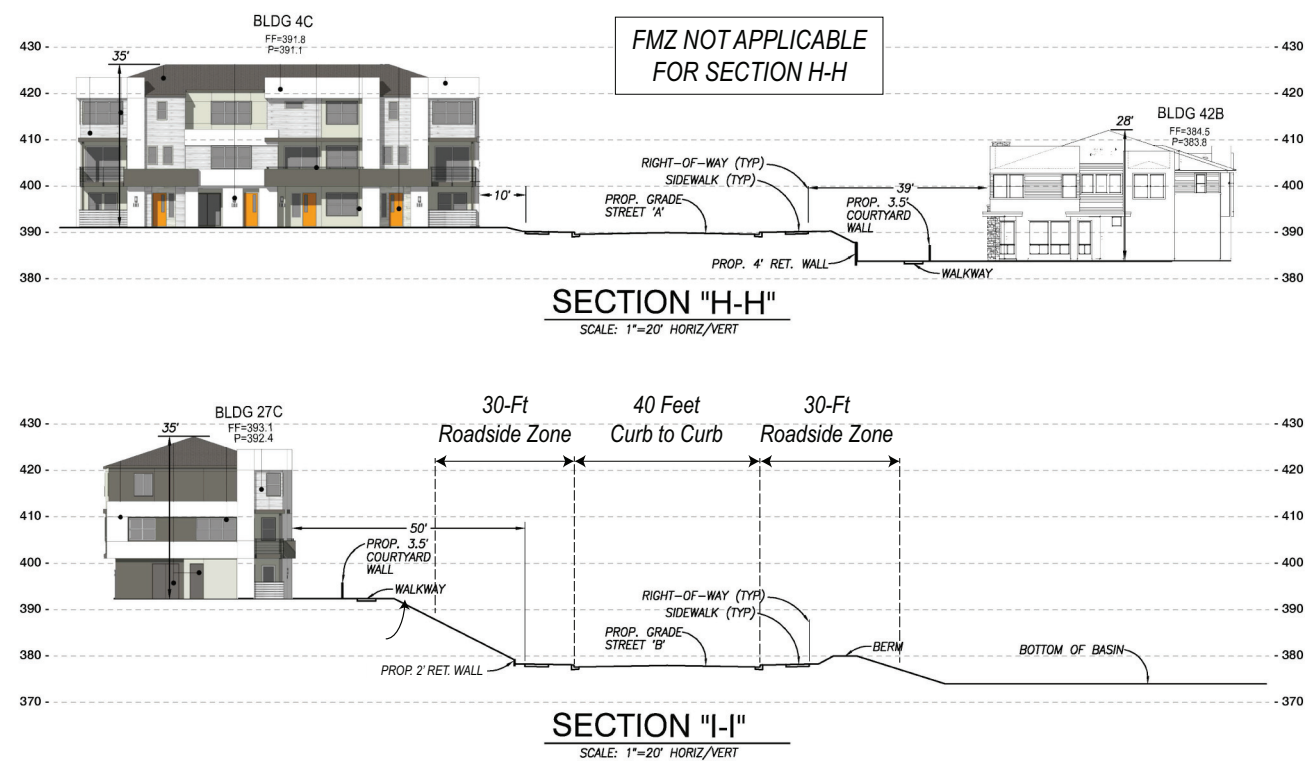 BLDG 4C
FF=391.8
P=391.1
FMZ NOT APPLICABLE
FOR SECTION H-H
430 -
- 430
35'
420 -
- 420
BLDG 42B
FF=384.5
P=383.8
28'
410 -
- 410
RIGHT-OF-WAY (TYP)
SIDEWALK (TYP)
400 -
- 400
10'
PROP. GRADE
STREET 'A'
39'
PROP. 3.5'
COURTYARD
WALL
390 -
- 390
PROP. 4' RET. WALL
WALKWAY
380 -
- 380
SECTION "H-H"
SCALE: 1"=20' HORIZ/VERT
30-Ft
Roadside Zone
40 Feet
Curb to Curb
30-Ft
Roadside Zone
BLDG 27C
FF=393.1
P=392.4
430 -
- 430
35'
420 -
- 420
410 -
- 410
50'
PROP. 3.5'
COURTYARD
WALL
400 -
- 400
WALKWAY
RIGHT-OF-WAY (TYP)
SIDEWALK (TYP)
390 -
- 390
PROP. GRADE
STREET 'B'
BERM
BOTTOM OF BASIN
380 -
- 380
PROP. 2' RET. WALL
370 -
- 370
SECTION "I-I"
SCALE: 1"=20' HORIZ/VERT